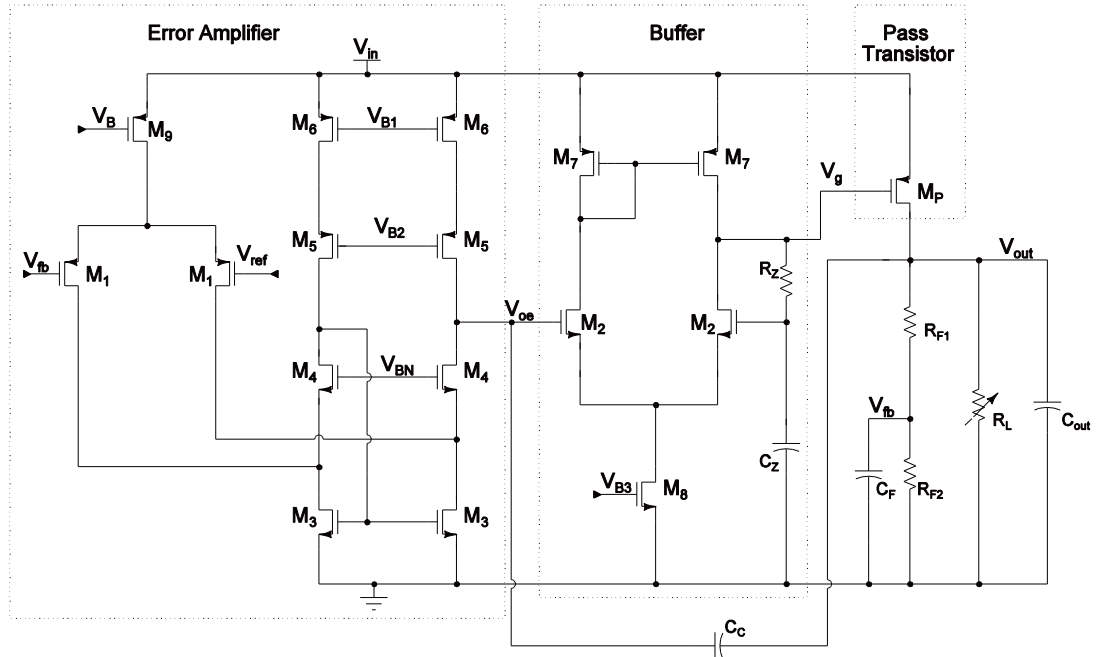 Error Amplifier
Buffer
Pass
Transistor
V_in
V_B
M_9
M_6
V_B1
M_6
M_7
M_7
V_g
M_P
M_5
V_B2
M_5
V_fb
M_1
M_1
V_ref
V_out
R_Z
V_oe
M_2
M_2
R_F1
M_4
V_BN
M_4
V_fb
R_L
C_out
C_Z
C_F
R_F2
V_B3
M_8
M_3
M_3
C_C